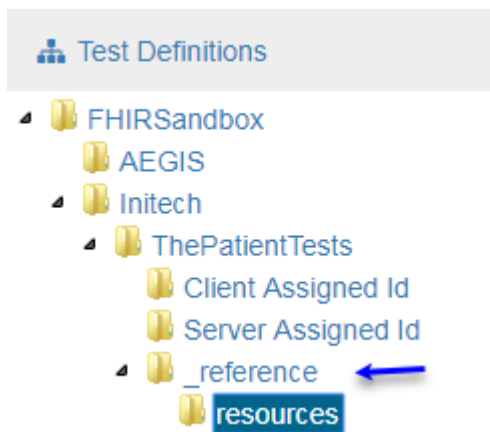 Test Definitions
FHIRSandbox
AEGIS
Initech
ThePatientTests
Client Assigned Id
Server Assigned Id
_reference
resources